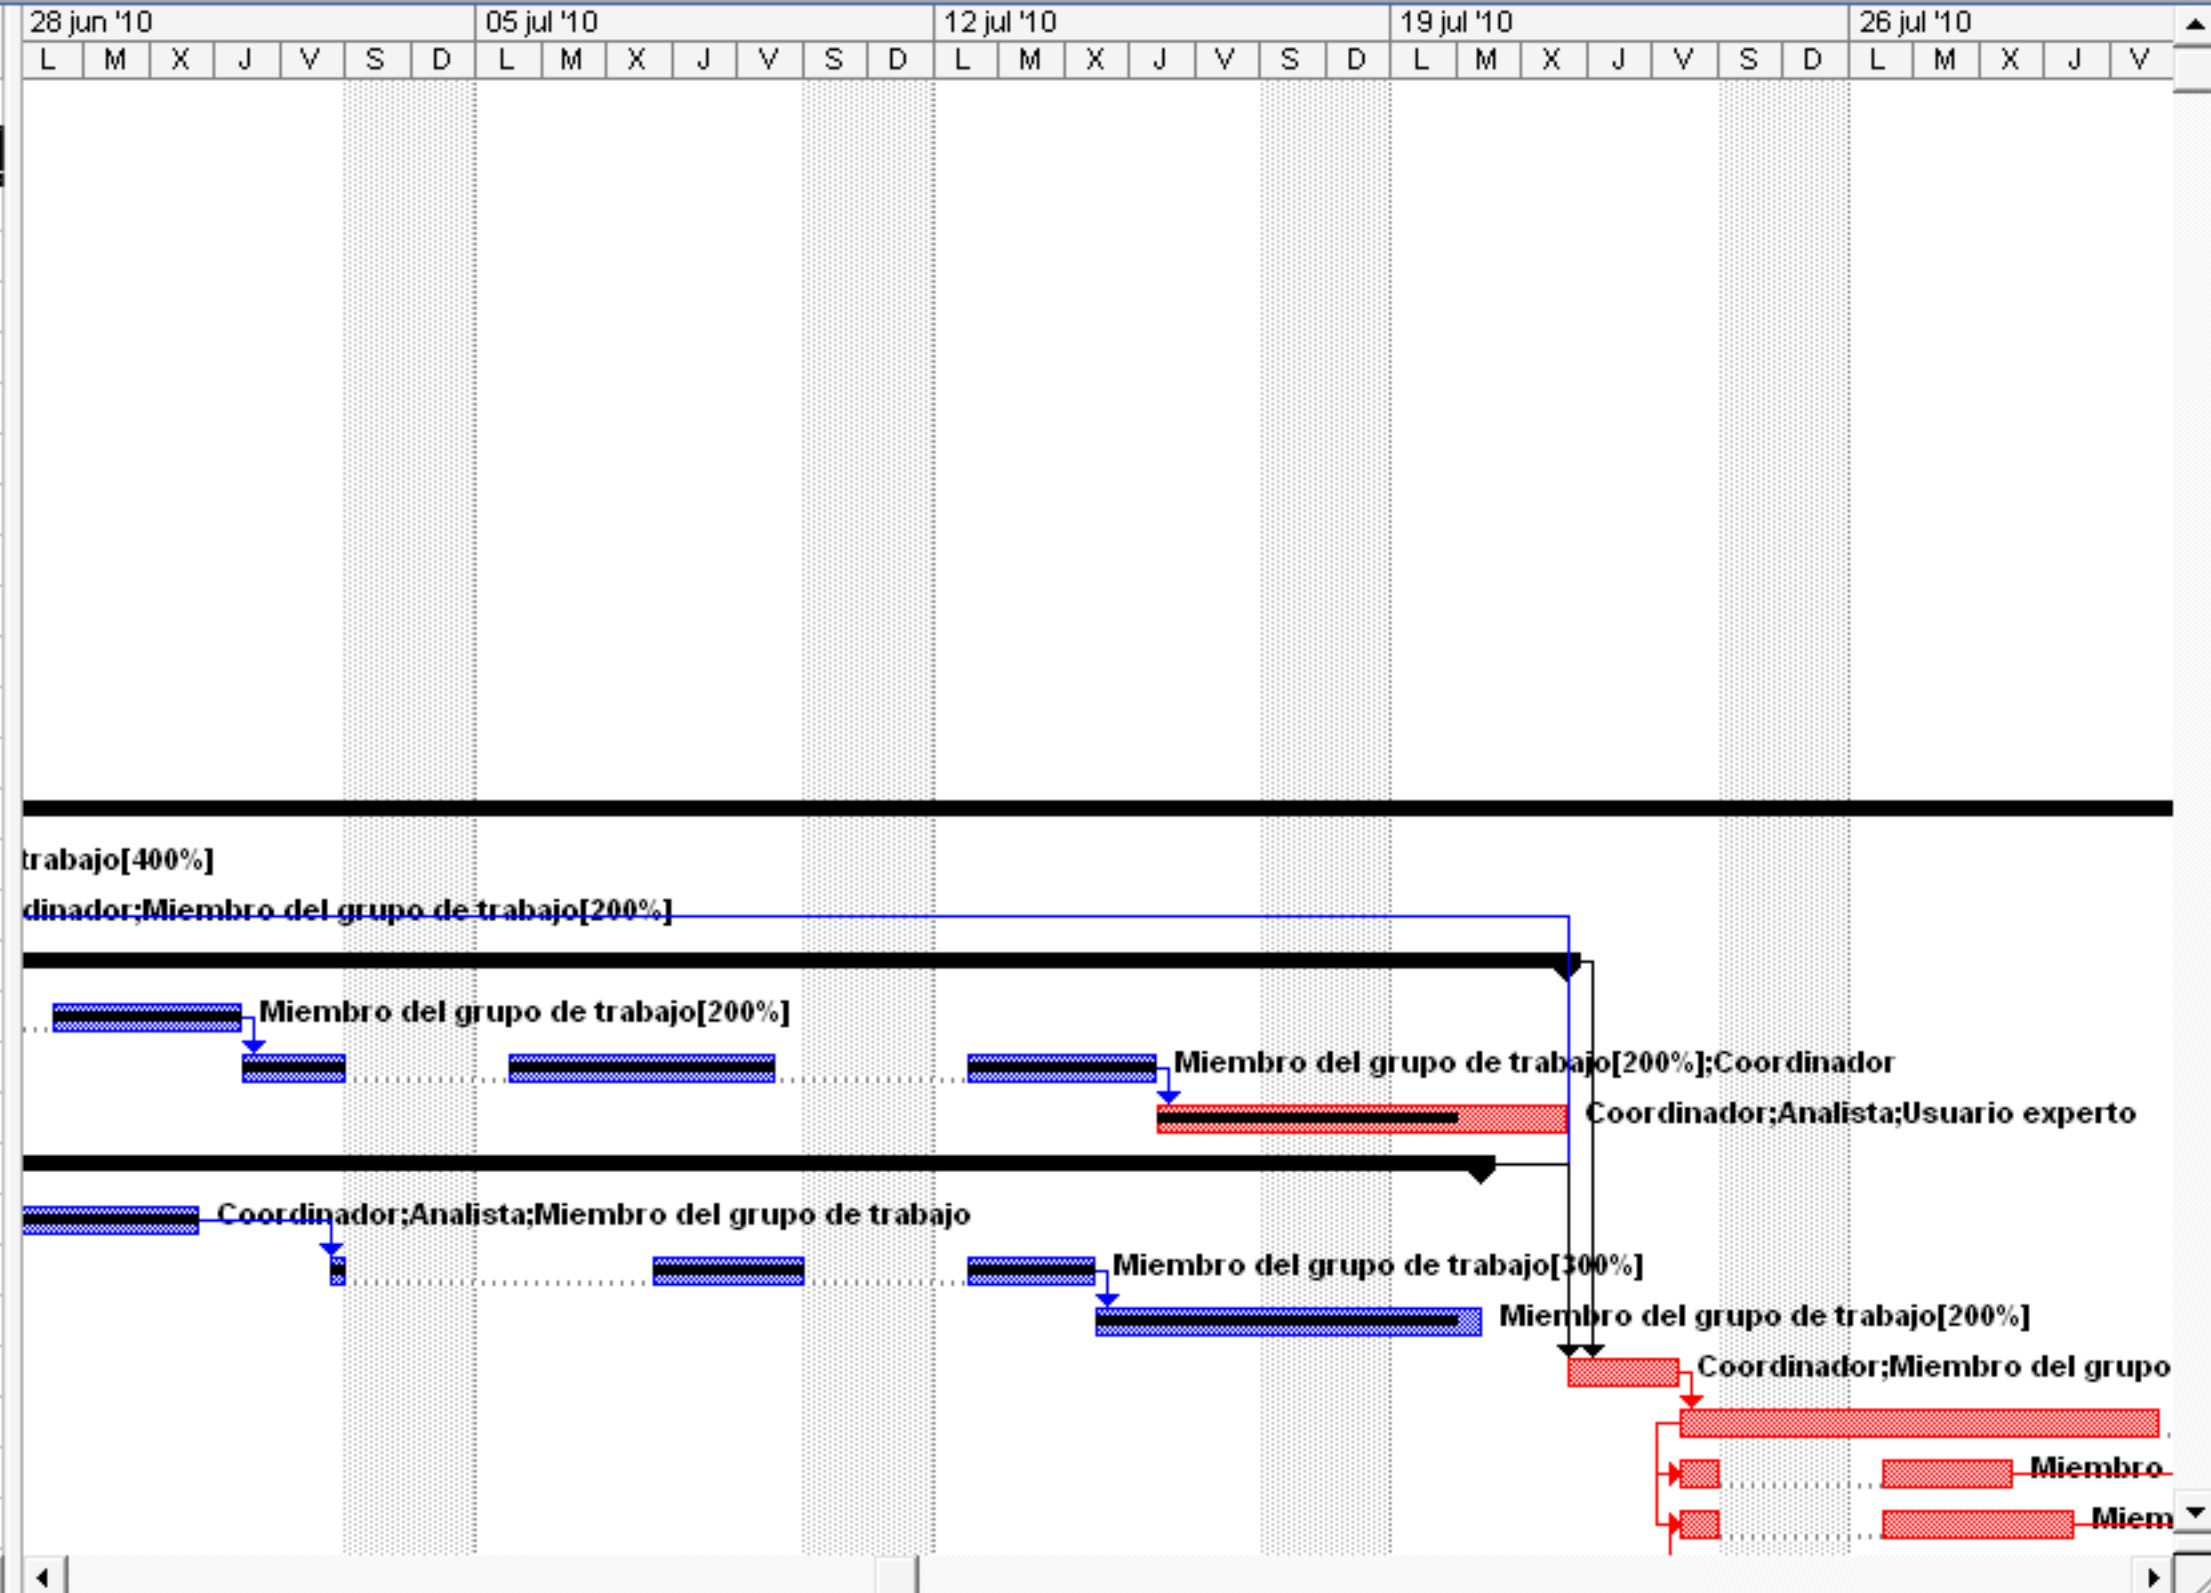 28 jun '10 05 jul '10 12 jul '10 19 jul '10 26 jul '10
L M X J V S D L M X J V S D L M X J V S D L M X J V S D L M X J V
trabajo[400%]
dinador;Miembro del grupo de trabajo[200%]
Miembro del grupo de trabajo[200%]
Miembro del grupo de trabajo[200%];Coordinador
Coordinador;Analista;Usuario experto
Coordinador;Analista;Miembro del grupo de trabajo
Miembro del grupo de trabajo[300%]
Miembro del grupo de trabajo[200%]
Coordinador;Miembro del grupo
Miembro
Miem